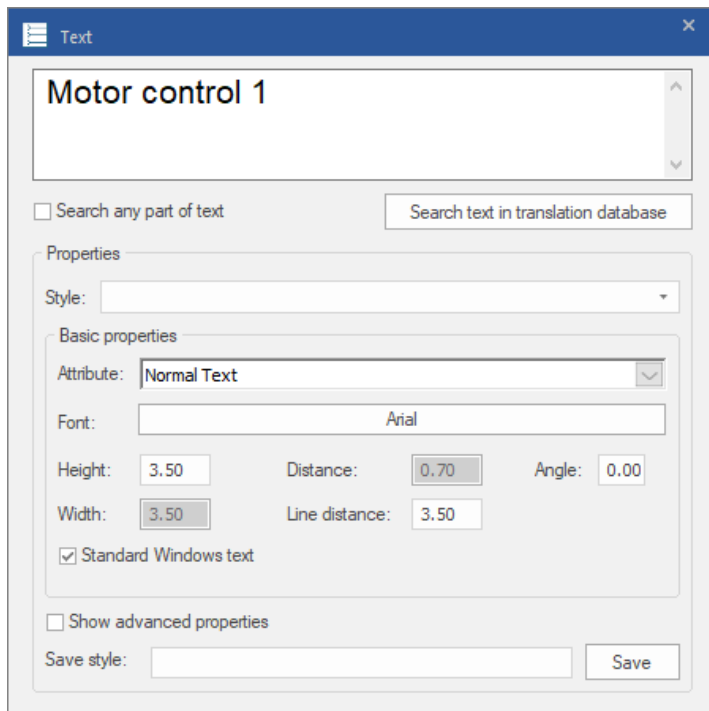 Text
Motor control 1
Search any part of text
Search text in translation database
Properties
Style:
Basic properties
Attribute: Normal Text
Font: Arial
Height: 3.50 Distance: 0.70 Angle: 0.00
Width: 3.50 Line distance: 3.50
Standard Windows text
Show advanced properties
Save style: Save